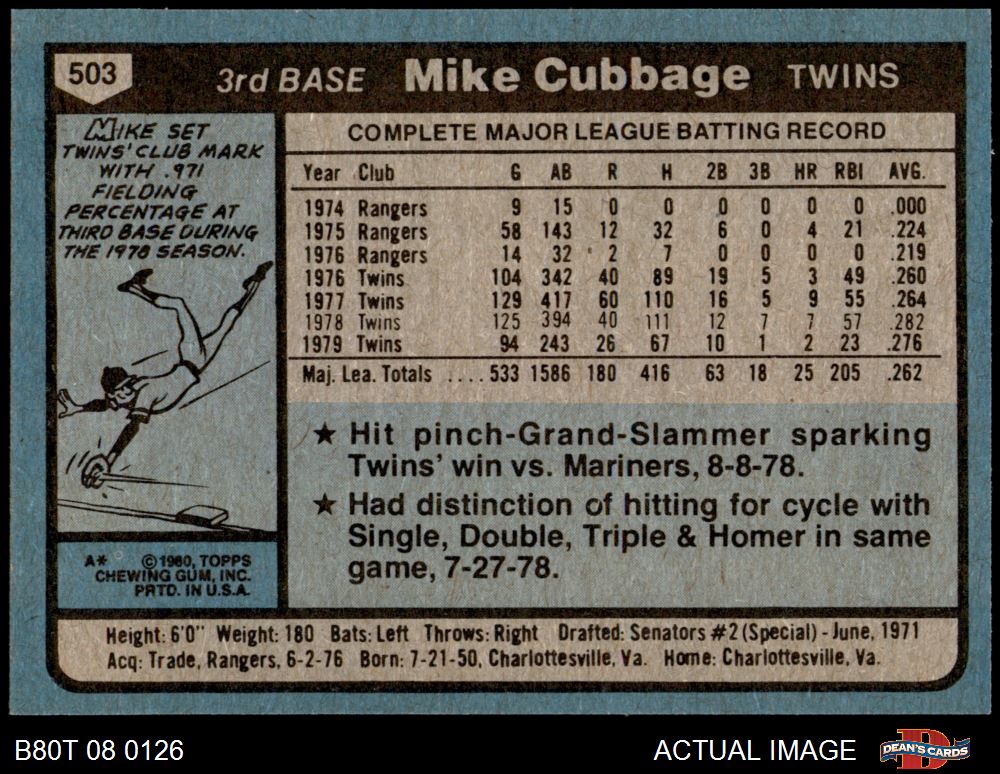 503
3rd BASE Mike Cubbage TWINS
MIKE SET
TWINS' CLUB MARK
WITH .971
FIELDING
PERCENTAGE AT
THIRD BASE DURING
THE 1978 SEASON.
A* ©1980, TOPPS
CHEWING GUM, INC.
PRTD. IN U.S.A.
COMPLETE MAJOR LEAGUE BATTING RECORD
Year Club G AB R H 2B 3B HR RBI AVG.
1974 Rangers 9 15 0 0 0 0 0 0 .000
1975 Rangers 58 143 12 32 6 0 4 21 .224
1976 Rangers 14 32 2 7 0 0 0 0 .219
1976 Twins 104 342 40 89 19 5 3 49 .260
1977 Twins 129 417 60 110 16 5 9 55 .264
1978 Twins 125 394 40 111 12 7 7 57 .282
1979 Twins 94 243 26 67 10 1 2 23 .276
Maj. Lea. Totals .... 533 1586 180 416 63 18 25 205 .262
★ Hit pinch-Grand-Slammer sparking
Twins' win vs. Mariners, 8-8-78.
★ Had distinction of hitting for cycle with
Single, Double, Triple & Homer in same
game, 7-27-78.
Height: 6'0" Weight: 180 Bats: Left Throws: Right Drafted: Senators #2 (Special) - June, 1971
Acq: Trade, Rangers, 6-2-76 Born: 7-21-50, Charlottesville, Va. Home: Charlottesville, Va.
B80T 08 0126 ACTUAL IMAGE DEAN'S CARDS